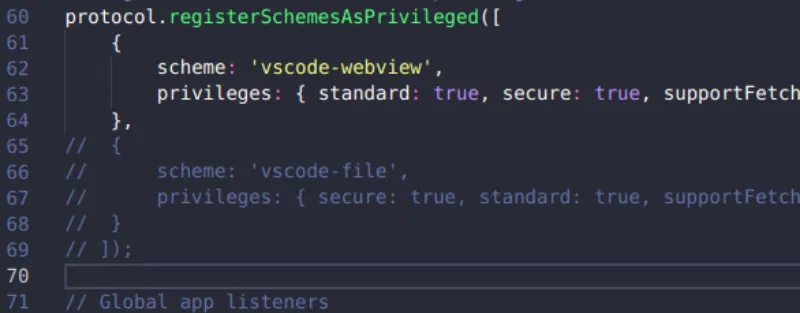 60 protocol.registerSchemesAsPrivileged([
61     {
62         scheme: 'vscode-webview',
63         privileges: { standard: true, secure: true, supportFetch
64     },
65 //  {
66 //      scheme: 'vscode-file',
67 //      privileges: { secure: true, standard: true, supportFetch
68 //  }
69 // ]);
70
71 // Global app listeners